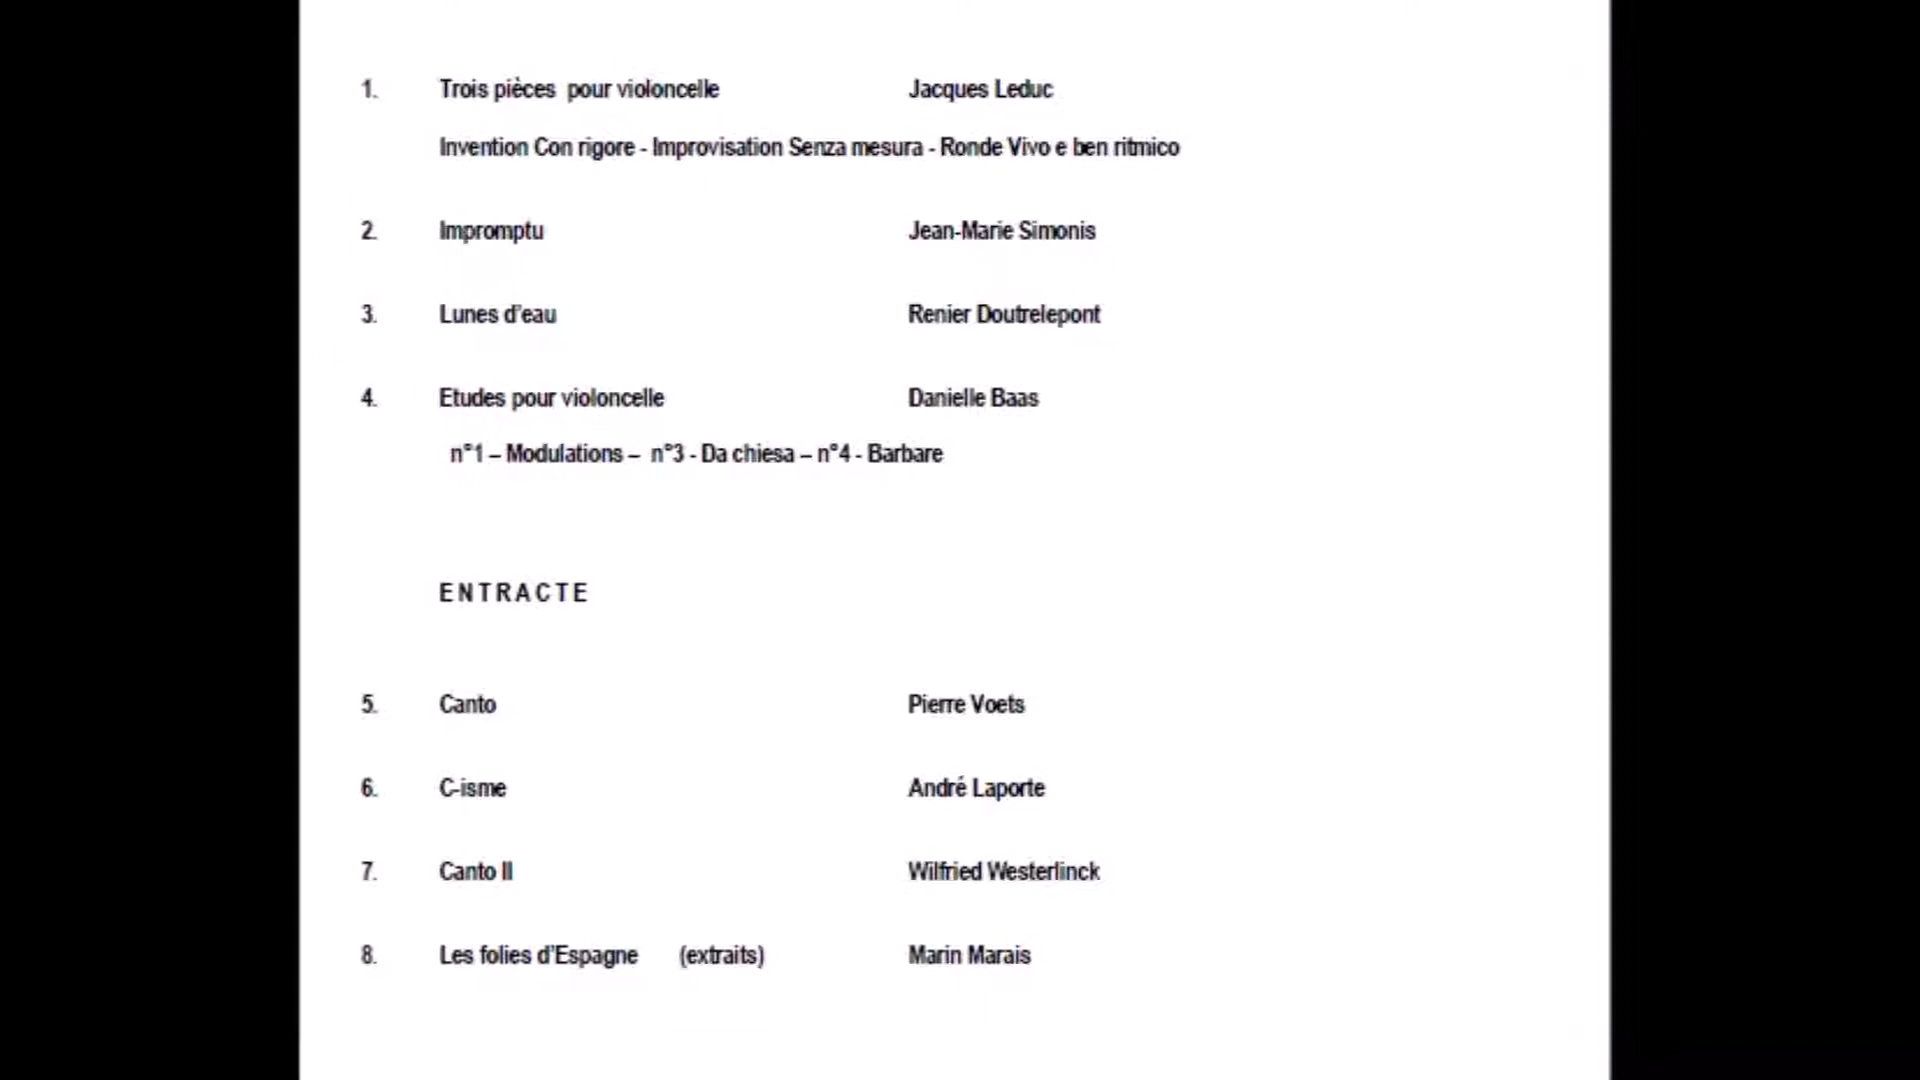 1. Trois pièces pour violoncelle Jacques Leduc
Invention Con rigore - Improvisation Senza mesura - Ronde Vivo e ben ritmico
2. Impromptu Jean-Marie Simonis
3. Lunes d'eau Renier Doutrelepont
4. Etudes pour violoncelle Danielle Baas
n°1 – Modulations – n°3 - Da chiesa – n°4 - Barbare
E N T R A C T E
5. Canto Pierre Voets
6. C-isme André Laporte
7. Canto II Wilfried Westerlinck
8. Les folies d'Espagne (extraits) Marin Marais